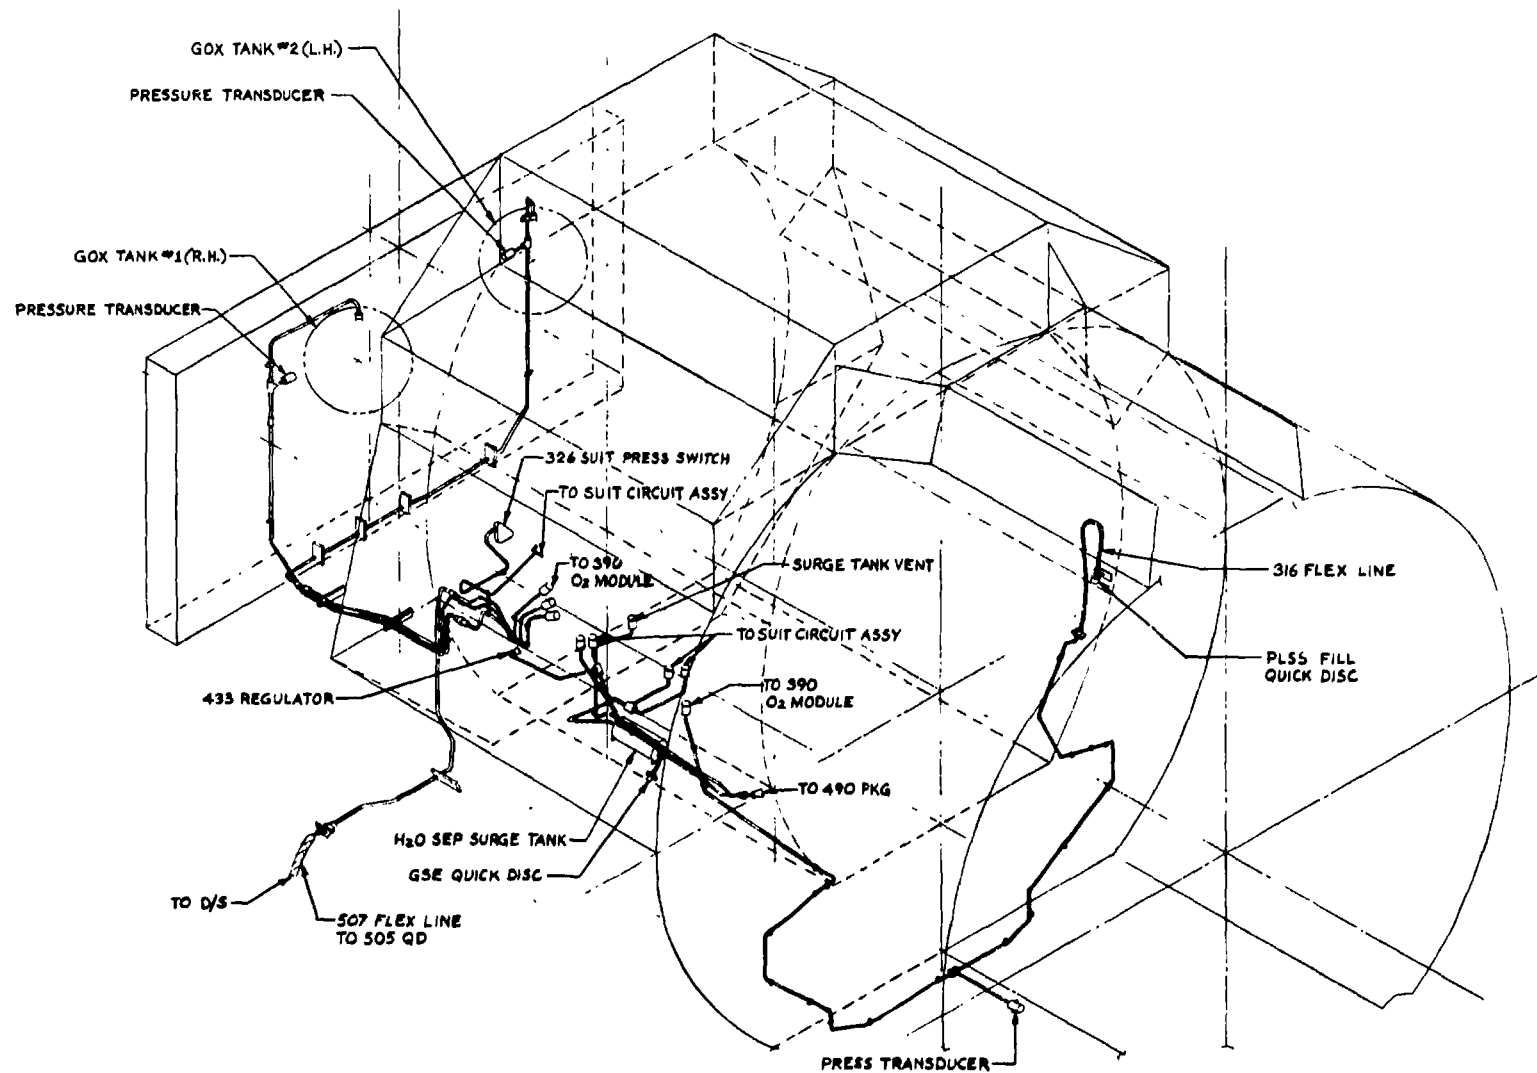 GOX TANK #2 (L.H.)
PRESSURE TRANSDUCER
GOX TANK #1 (R.H.)
PRESSURE TRANSDUCER
326 SUIT PRESS SWITCH
TO SUIT CIRCUIT ASSY
TO 390
O2 MODULE
SURGE TANK VENT
316 FLEX LINE
TO SUIT CIRCUIT ASSY
PLSS FILL
QUICK DISC
TO 390
O2 MODULE
433 REGULATOR
TO 490 PKG
H2O SEP SURGE TANK
GSE QUICK DISC
TO D/S
507 FLEX LINE
TO 505 QD
PRESS TRANSDUCER